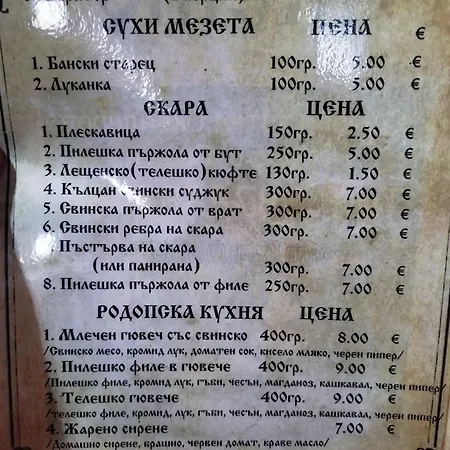 СУХИ МЕЗЕТА ЦЕНА €
1. Бански старец 100гр. 5.00 €
2. Луканка 100гр. 5.00 €
СКАРА ЦЕНА
1. Плескавица 150гр. 2.50 €
2. Пилешка пържола от бут 250гр. 5.00 €
3. Лещенско(телешко)кюфте 130гр. 1.50 €
4. Кълцан свински суджук 300гр. 7.00 €
5. Свинска пържола от врат 300гр. 7.00 €
6. Свински ребра на скара 300гр. 7.00 €
Пъстърва на скара
(или панирана) 300гр. 7.00 €
8. Пилешка пържола от филе 250гр. 7.00 €
РОДОПСКА КУХНЯ ЦЕНА
1. Млечен гювеч със свинско 400гр. 8.00 €
/Свинско месо, кромид лук, доматен сок, кисело мляко, черен пипер/
2. Пилешко филе в гювече 400гр. 9.00 €
/Пилешко филе, кромид лук, гъби, чесън, магданоз, кашкавал, черен пипер/
3. Телешко гювече 400гр. 9.00 €
/телешко филе, кромид, лук, гъби, чесън, магданоз, кашкавал, черен пипер/
4. Жарено сирене 7.00 €
/Домашно сирене, брашно, червен домат, краве масло/